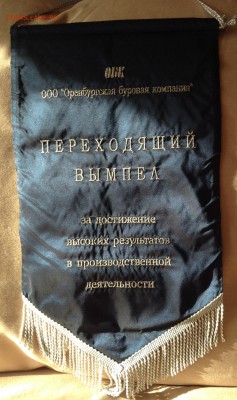 ОБК
ООО "Оренбургская буровая компания"
ПЕРЕХОДЯЩИЙ
ВЫМПЕЛ
за достижение
высоких результатов
в производственной
деятельности